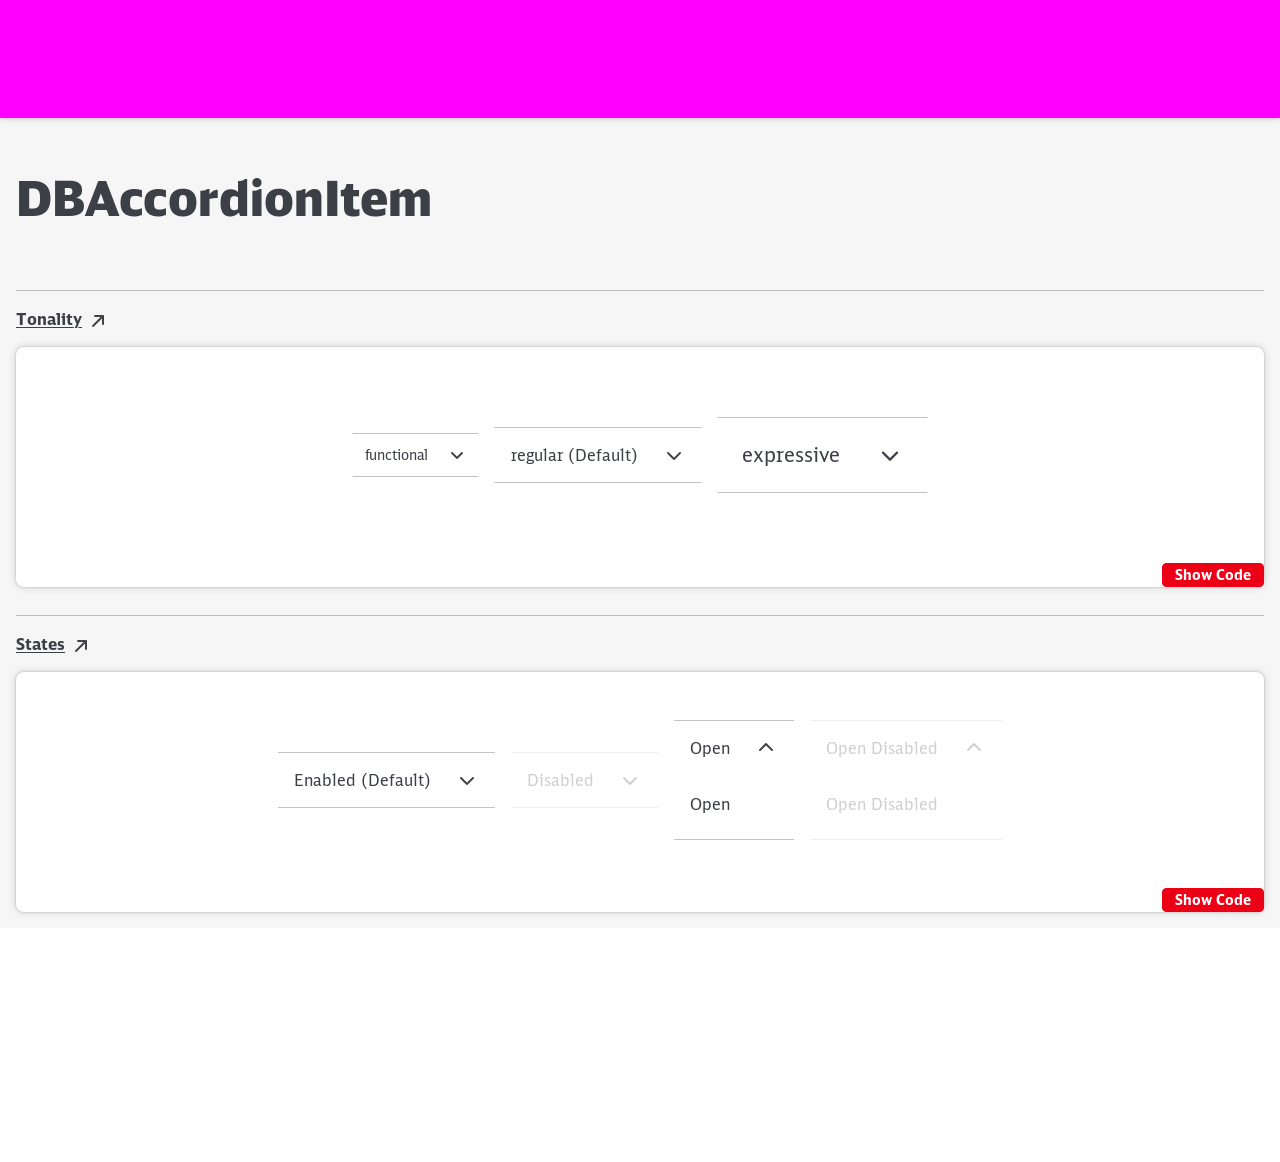 DBAccordionItem
Tonality
functional
regular (Default)
expressive
Show Code
States
Enabled (Default)
Disabled
Open
Open Disabled
Open
Open Disabled
Show Code